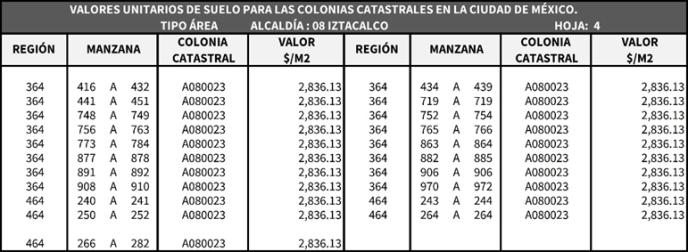 VALORES UNITARIOS DE SUELO PARA LAS COLONIAS CATASTRALES EN LA CIUDAD DE MÉXICO.
TIPO ÁREA ALCALDÍA : 08 IZTACALCO HOJA: 4
REGIÓN MANZANA COLONIA CATASTRAL VALOR $/M2 REGIÓN MANZANA COLONIA CATASTRAL VALOR $/M2
364 416 A 432 A080023 2,836.13 364 434 A 439 A080023 2,836.13
364 441 A 451 A080023 2,836.13 364 719 A 719 A080023 2,836.13
364 748 A 749 A080023 2,836.13 364 752 A 754 A080023 2,836.13
364 756 A 763 A080023 2,836.13 364 765 A 766 A080023 2,836.13
364 773 A 784 A080023 2,836.13 364 863 A 864 A080023 2,836.13
364 877 A 878 A080023 2,836.13 364 882 A 885 A080023 2,836.13
364 891 A 892 A080023 2,836.13 364 906 A 906 A080023 2,836.13
364 908 A 910 A080023 2,836.13 364 970 A 972 A080023 2,836.13
464 240 A 241 A080023 2,836.13 464 243 A 244 A080023 2,836.13
464 250 A 252 A080023 2,836.13 464 264 A 264 A080023 2,836.13
464 266 A 282 A080023 2,836.13